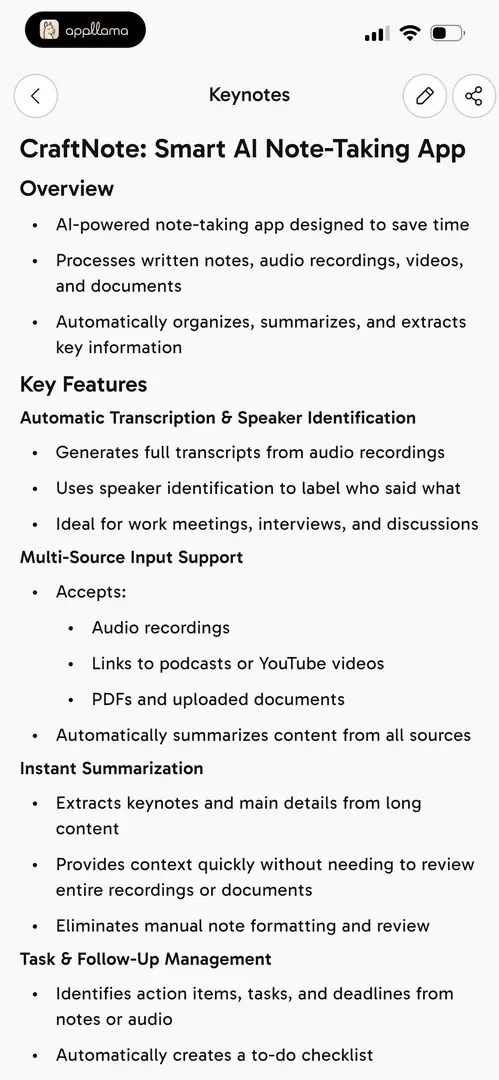 appllama
Keynotes
CraftNote: Smart AI Note-Taking App
Overview
• AI-powered note-taking app designed to save time
• Processes written notes, audio recordings, videos,
and documents
• Automatically organizes, summarizes, and extracts
key information
Key Features
Automatic Transcription & Speaker Identification
• Generates full transcripts from audio recordings
• Uses speaker identification to label who said what
• Ideal for work meetings, interviews, and discussions
Multi-Source Input Support
• Accepts:
• Audio recordings
• Links to podcasts or YouTube videos
• PDFs and uploaded documents
• Automatically summarizes content from all sources
Instant Summarization
• Extracts keynotes and main details from long
content
• Provides context quickly without needing to review
entire recordings or documents
• Eliminates manual note formatting and review
Task & Follow-Up Management
• Identifies action items, tasks, and deadlines from
notes or audio
• Automatically creates a to-do checklist